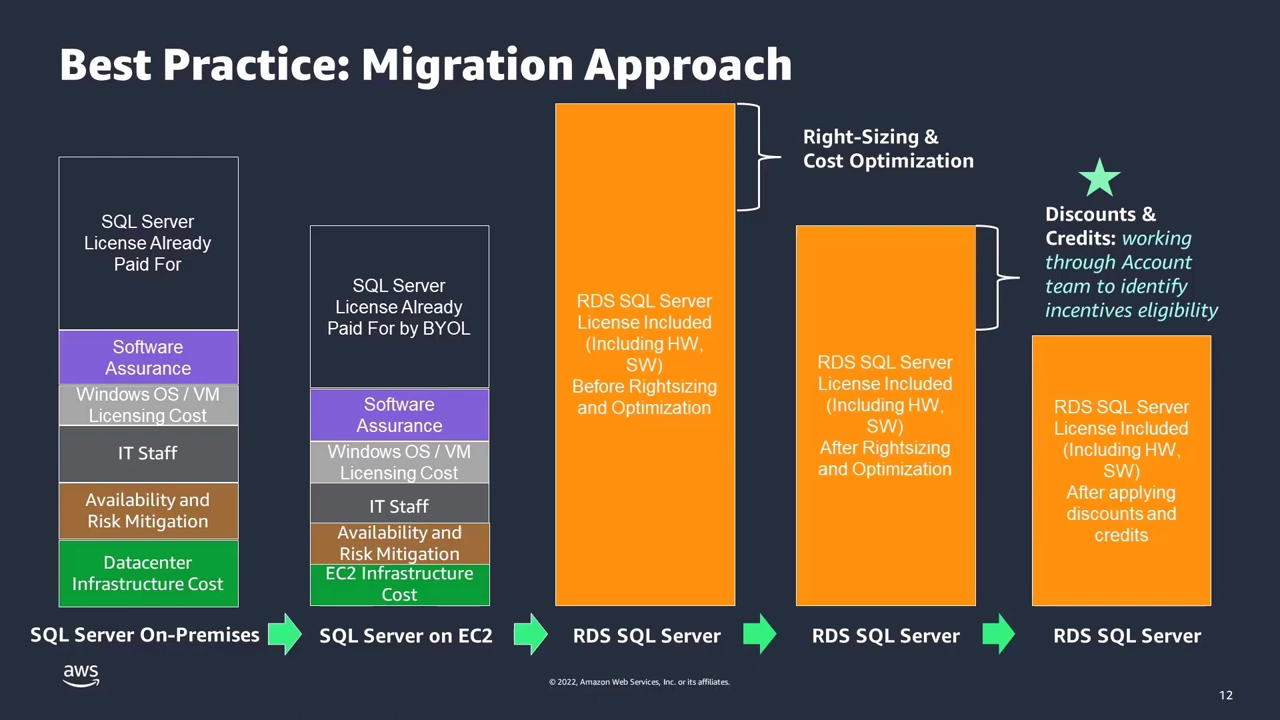 Best Practice: Migration Approach
SQL Server
License Already
Paid For
Software
Assurance
Windows OS / VM
Licensing Cost
IT Staff
Availability and
Risk Mitigation
Datacenter
Infrastructure Cost
SQL Server On-Premises
SQL Server
License Already
Paid For by BYOL
Software
Assurance
Windows OS / VM
Licensing Cost
IT Staff
Availability and
Risk Mitigation
EC2 Infrastructure
Cost
SQL Server on EC2
RDS SQL Server
License Included
(Including HW,
SW)
Before Rightsizing
and Optimization
RDS SQL Server
Right-Sizing &
Cost Optimization
RDS SQL Server
License Included
(Including HW,
SW)
After Rightsizing
and Optimization
RDS SQL Server
Discounts &
Credits: working
through Account
team to identify
incentives eligibility
RDS SQL Server
License Included
(Including HW,
SW)
After applying
discounts and
credits
RDS SQL Server
aws
© 2022, Amazon Web Services, Inc. or its affiliates.
12